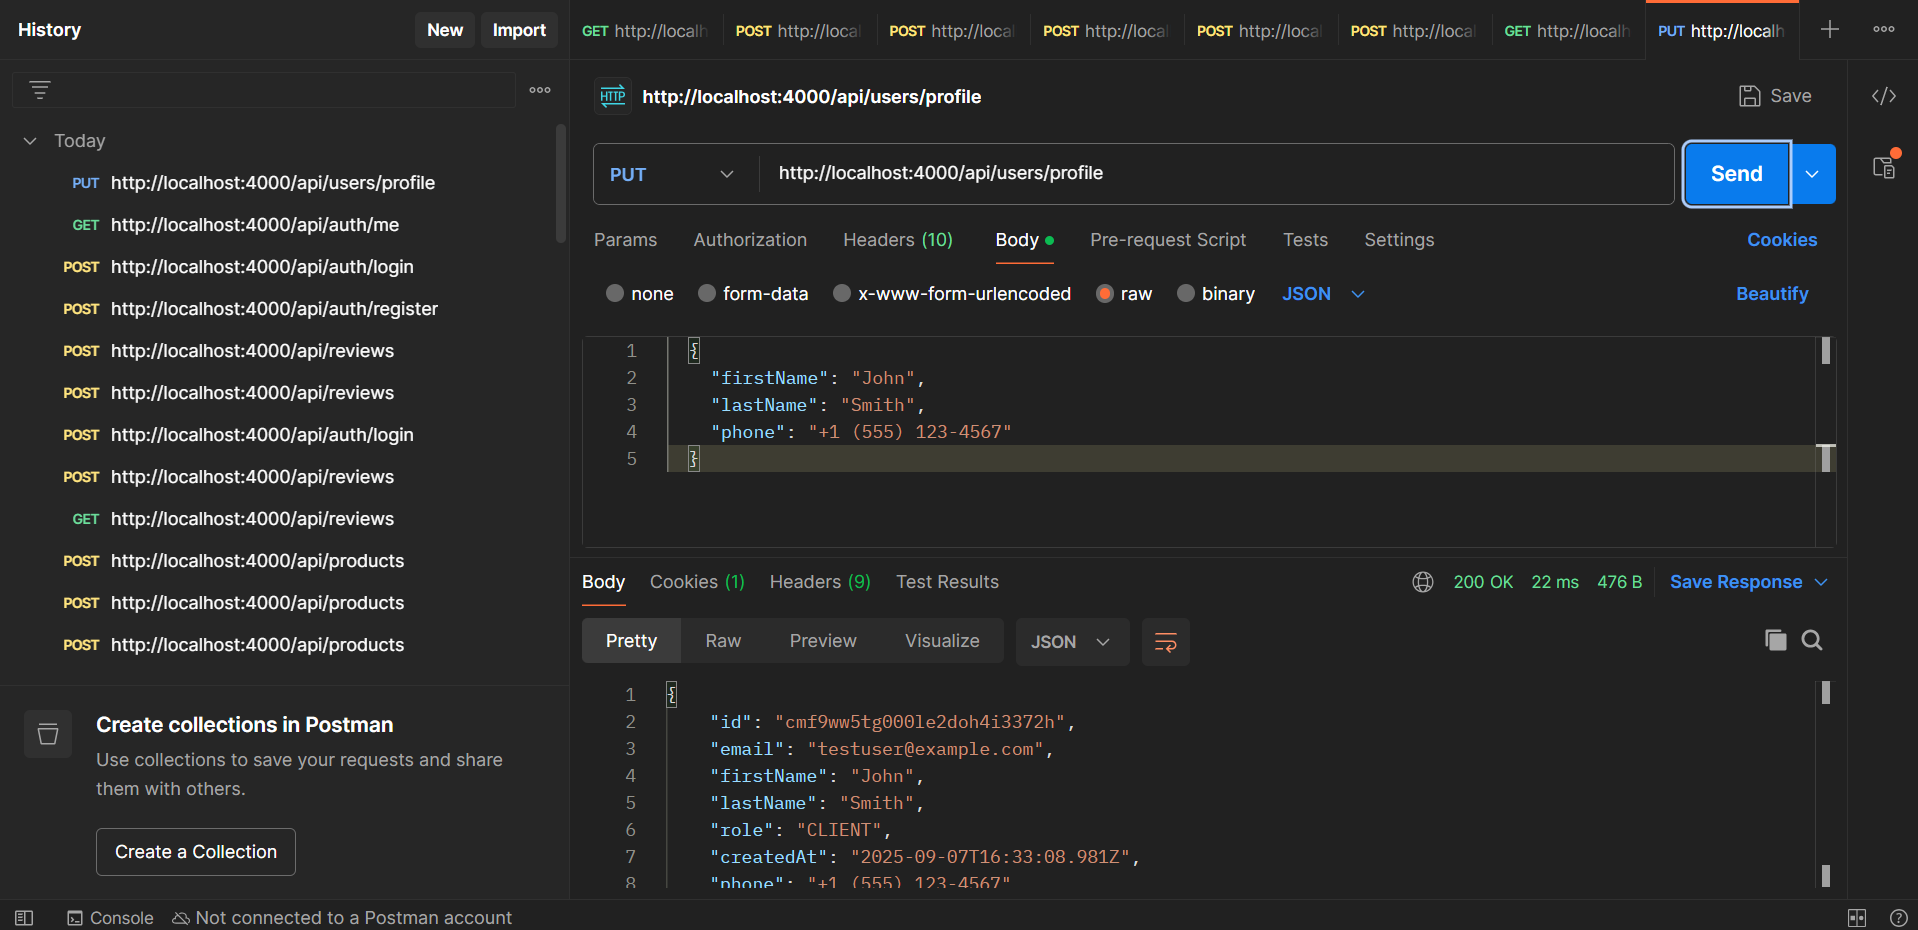 History
New
Import
Today
PUT http://localhost:4000/api/users/profile
GET http://localhost:4000/api/auth/me
POST http://localhost:4000/api/auth/login
POST http://localhost:4000/api/auth/register
POST http://localhost:4000/api/reviews
POST http://localhost:4000/api/reviews
POST http://localhost:4000/api/auth/login
POST http://localhost:4000/api/reviews
GET http://localhost:4000/api/reviews
POST http://localhost:4000/api/products
POST http://localhost:4000/api/products
POST http://localhost:4000/api/products
Create collections in Postman
Use collections to save your requests and share
them with others.
Create a Collection
GET http://localh POST http://local POST http://local POST http://local POST http://local POST http://local GET http://localh PUT http://localh
HTTP http://localhost:4000/api/users/profile
Save
PUT http://localhost:4000/api/users/profile
Send
Params Authorization Headers (10) Body Pre-request Script Tests Settings Cookies
none form-data x-www-form-urlencoded raw binary JSON Beautify
1 {
2 "firstName": "John",
3 "lastName": "Smith",
4 "phone": "+1 (555) 123-4567"
5 }
Body Cookies (1) Headers (9) Test Results 200 OK 22 ms 476 B Save Response
Pretty Raw Preview Visualize JSON
1 {
2 "id": "cmf9ww5tg000le2doh4i3372h",
3 "email": "testuser@example.com",
4 "firstName": "John",
5 "lastName": "Smith",
6 "role": "CLIENT",
7 "createdAt": "2025-09-07T16:33:08.981Z",
8 "phone": "+1 (555) 123-4567"
Console Not connected to a Postman account